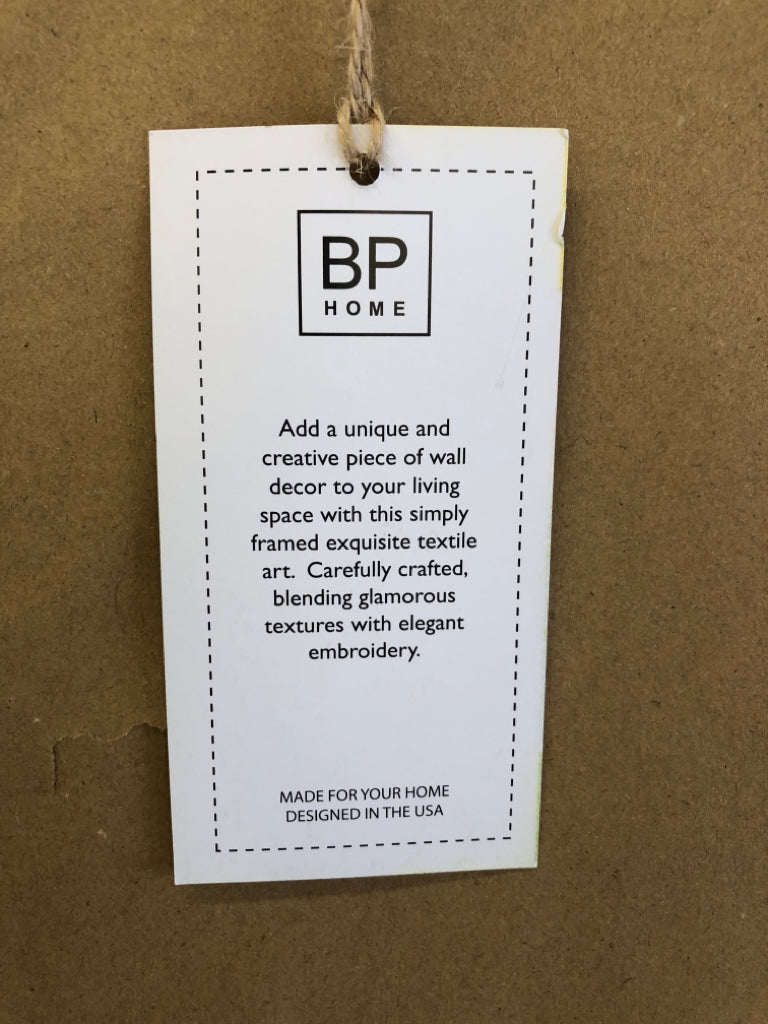 BP
HOME
Add a unique and
creative piece of wall
decor to your living
space with this simply
framed exquisite textile
art.  Carefully crafted,
blending glamorous
textures with elegant
embroidery.
MADE FOR YOUR HOME
DESIGNED IN THE USA